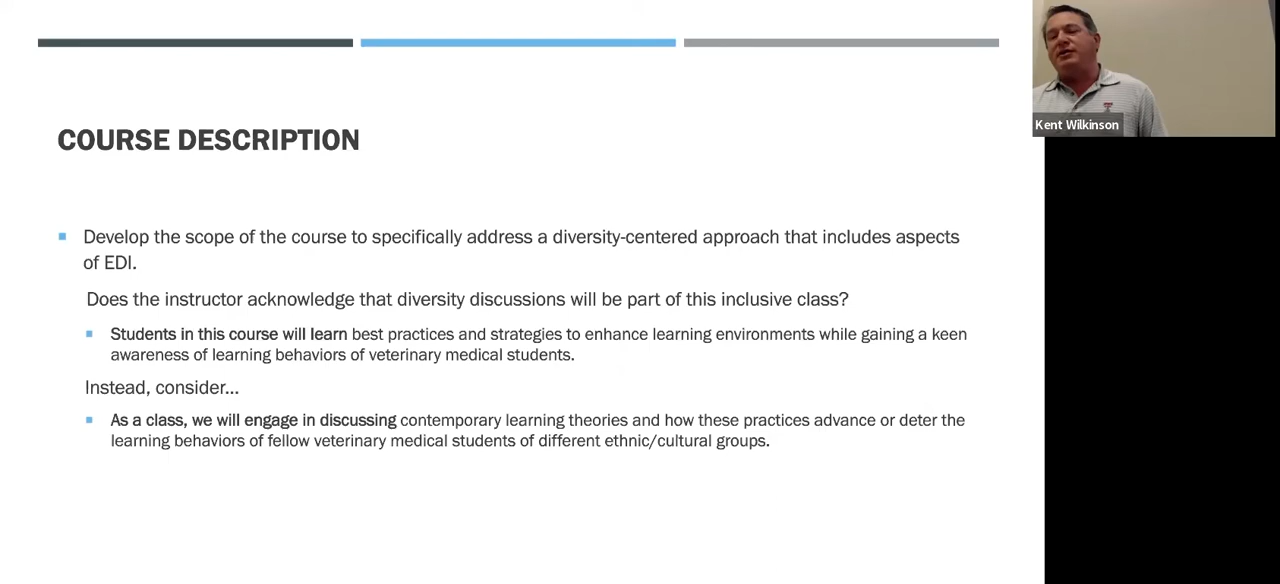 Kent Wilkinson
COURSE DESCRIPTION
Develop the scope of the course to specifically address a diversity-centered approach that includes aspects
of EDI.
Does the instructor acknowledge that diversity discussions will be part of this inclusive class?
Students in this course will learn best practices and strategies to enhance learning environments while gaining a keen
awareness of learning behaviors of veterinary medical students.
Instead, consider...
As a class, we will engage in discussing contemporary learning theories and how these practices advance or deter the
learning behaviors of fellow veterinary medical students of different ethnic/cultural groups.